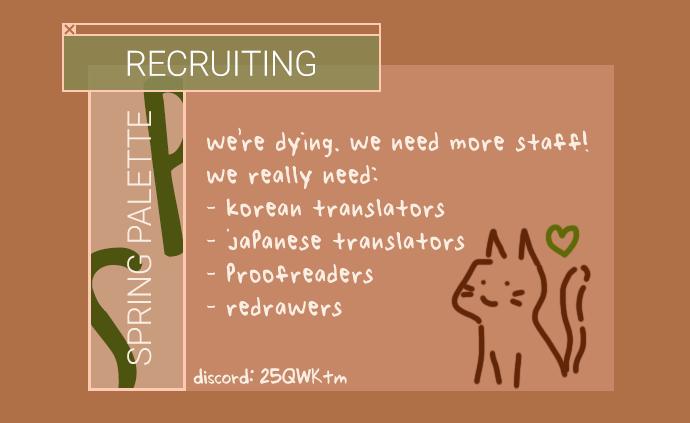 RECRUITING
SPRING PALETTE
we're dying. we need more staff!
we really need:
- korean translators
- japanese translators
- Proofreaders
- redrawers
discord: 25QWKtm